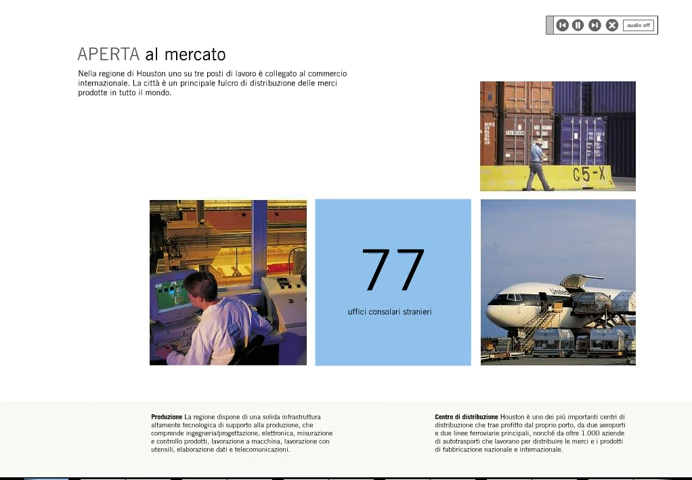 audio off
APERTA al mercato
Nella regione di Houston uno su tre posti di lavoro è collegato al commercio
internazionale. La città è un principale fulcro di distribuzione delle merci
prodotte in tutto il mondo.
C5-X
77
uffici consolari stranieri
United
Produzione La regione dispone di una solida infrastruttura
altamente tecnologica di supporto alla produzione, che
comprende ingegneria/progettazione, elettronica, misurazione
e controllo prodotti, lavorazione a macchina, lavorazione con
utensili, elaborazione dati e telecomunicazioni.
Centro di distribuzione Houston è uno dei più importanti centri di
distribuzione che trae profitto dal proprio porto, da due aeroporti
e due linee ferroviarie principali, nonché da oltre 1.000 aziende
di autotrasporti che lavorano per distribuire le merci e i prodotti
di fabbricazione nazionale e internazionale.